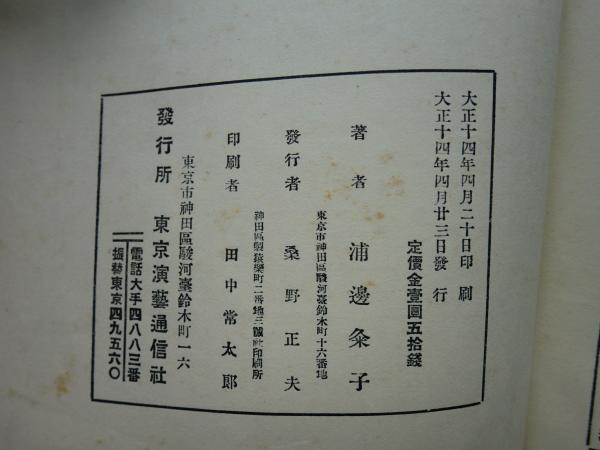 大正十四年四月二十日印刷
大正十四年四月廿三日發行
定價金壹圓五拾錢
著者 浦邊粂子
東京市神田區駿河臺鈴木町十六番地
發行者 桑野正夫
神田區製猿樂町二番地三誠社印刷所
印刷者 田中常太郎
東京市神田區駿河臺鈴木町一六
發行所 東京演藝通信社
電話大手四八八三番
振替東京四九五六〇